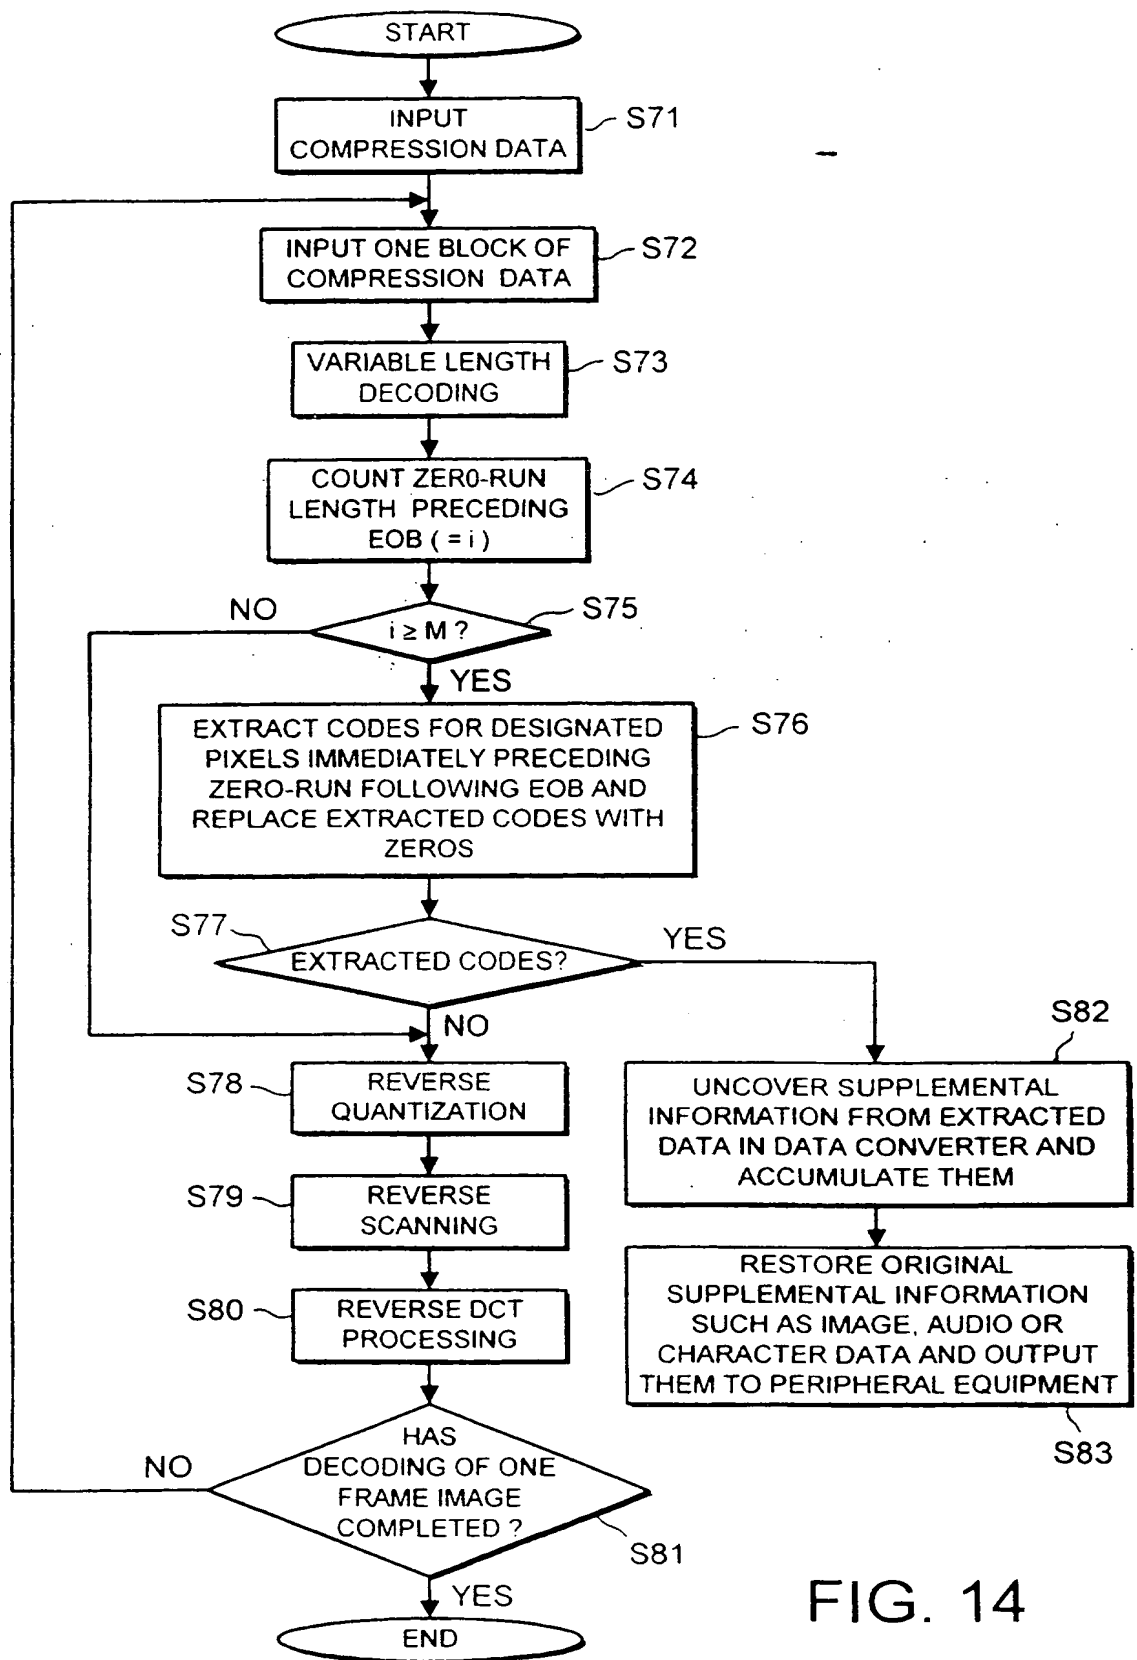 START
INPUT
COMPRESSION DATA
S71
INPUT ONE BLOCK OF
COMPRESSION DATA
S72
VARIABLE LENGTH
DECODING
S73
COUNT ZERO-RUN
LENGTH PRECEDING
EOB ( = i )
S74
NO
i ≥ M ?
S75
YES
EXTRACT CODES FOR DESIGNATED
PIXELS IMMEDIATELY PRECEDING
ZERO-RUN FOLLOWING EOB AND
REPLACE EXTRACTED CODES WITH
ZEROS
S76
S77
EXTRACTED CODES?
YES
NO
S78
REVERSE
QUANTIZATION
S79
REVERSE
SCANNING
S80
REVERSE DCT
PROCESSING
S82
UNCOVER SUPPLEMENTAL
INFORMATION FROM EXTRACTED
DATA IN DATA CONVERTER AND
ACCUMULATE THEM
RESTORE ORIGINAL
SUPPLEMENTAL INFORMATION
SUCH AS IMAGE, AUDIO OR
CHARACTER DATA AND OUTPUT
THEM TO PERIPHERAL EQUIPMENT
S83
NO
HAS
DECODING OF ONE
FRAME IMAGE
COMPLETED ?
S81
YES
END
FIG. 14